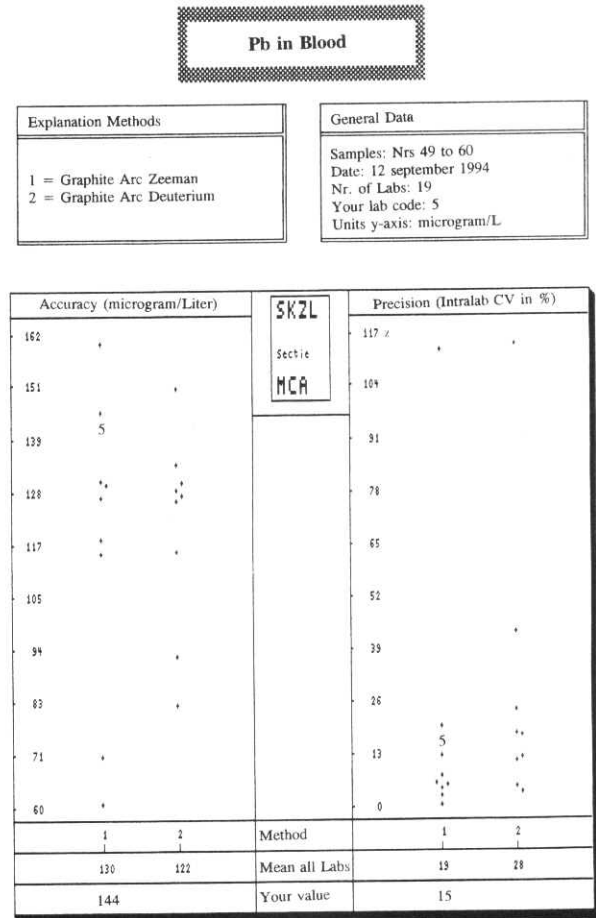 Pb in Blood
Explanation Methods
1 = Graphite Arc Zeeman
2 = Graphite Arc Deuterium
General Data
Samples: Nrs 49 to 60
Date: 12 september 1994
Nr. of Labs: 19
Your lab code: 5
Units y-axis: microgram/L
Accuracy (microgram/Liter)
162
151
139
128
117
105
94
83
71
60
5
SKZL
Sectie
MCA
Precision (Intralab CV in %)
117 %
104
91
78
65
52
39
26
13
0
5
1 2 Method 1 2
130 122 Mean all Labs 19 28
144 Your value 15